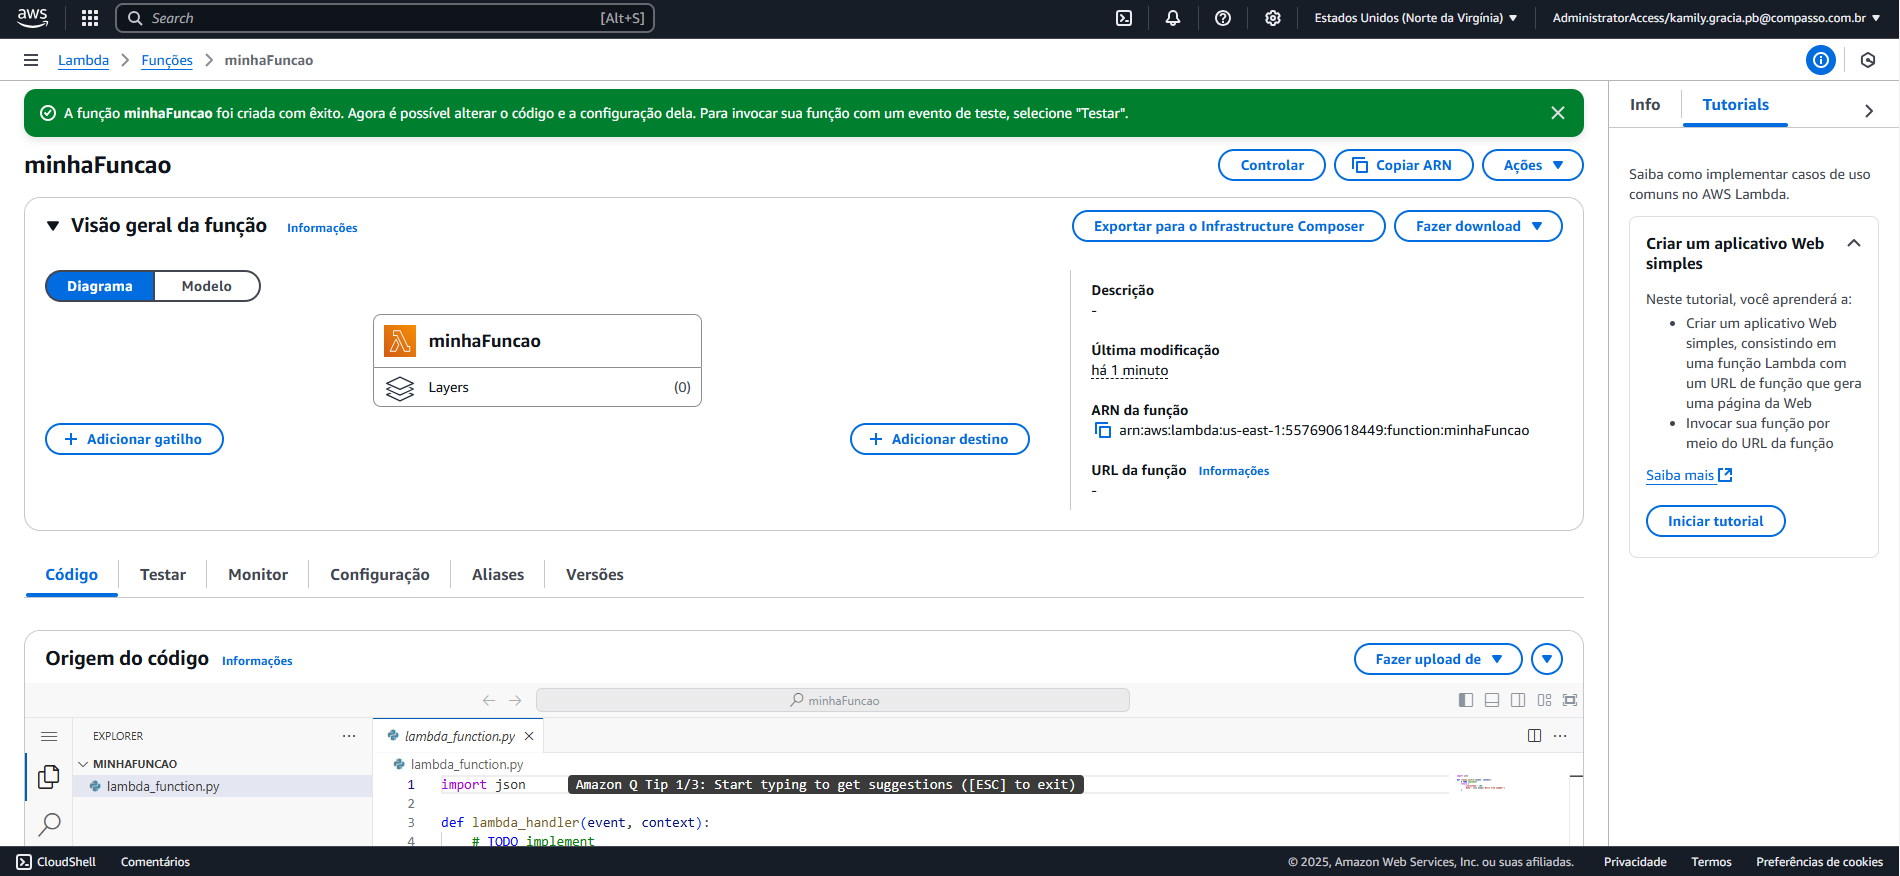 aws
Search
[Alt+S]
Estados Unidos (Norte da Virgínia)
AdministratorAccess/kamily.gracia.pb@compasso.com.br
Lambda
Funções
minhaFuncao
A função minhaFuncao foi criada com êxito. Agora é possível alterar o código e a configuração dela. Para invocar sua função com um evento de teste, selecione "Testar".
minhaFuncao
Controlar
Copiar ARN
Ações
Visão geral da função
Informações
Exportar para o Infrastructure Composer
Fazer download
Diagrama
Modelo
minhaFuncao
Layers
(0)
+ Adicionar gatilho
+ Adicionar destino
Descrição
-
Última modificação
há 1 minuto
ARN da função
arn:aws:lambda:us-east-1:557690618449:function:minhaFuncao
URL da função
Informações
-
Info
Tutorials
Saiba como implementar casos de uso
comuns no AWS Lambda.
Criar um aplicativo Web
simples
Neste tutorial, você aprenderá a:
• Criar um aplicativo Web
simples, consistindo em
uma função Lambda com
um URL de função que gera
uma página da Web
• Invocar sua função por
meio do URL da função
Saiba mais
Iniciar tutorial
Código
Testar
Monitor
Configuração
Aliases
Versões
Origem do código
Informações
Fazer upload de
minhaFuncao
EXPLORER
MINHAFUNCAO
lambda_function.py
lambda_function.py
lambda_function.py
1 import json
Amazon Q Tip 1/3: Start typing to get suggestions ([ESC] to exit)
2
3 def lambda_handler(event, context):
4 # TODO implement
CloudShell
Comentários
© 2025, Amazon Web Services, Inc. ou suas afiliadas.
Privacidade
Termos
Preferências de cookies